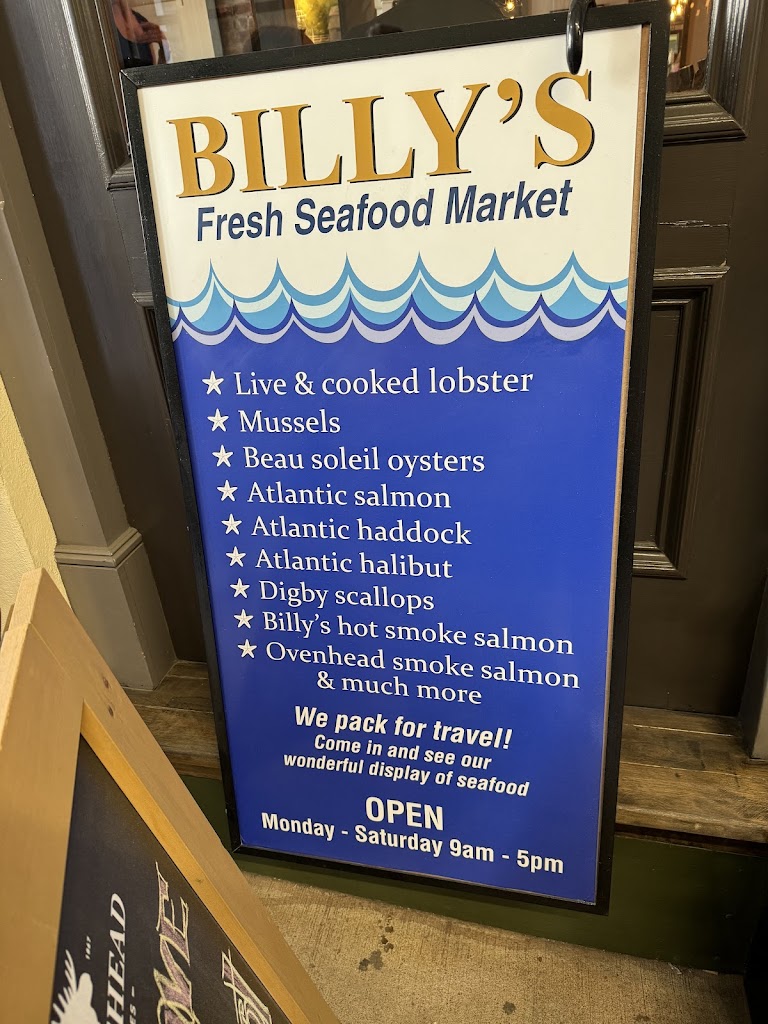 BILLY'S
Fresh Seafood Market
Live & cooked lobster
Mussels
Beau soleil oysters
Atlantic salmon
Atlantic haddock
Atlantic halibut
Digby scallops
Billy's hot smoke salmon
Ovenhead smoke salmon
& much more
We pack for travel!
Come in and see our
wonderful display of seafood
OPEN
Monday - Saturday 9am - 5pm